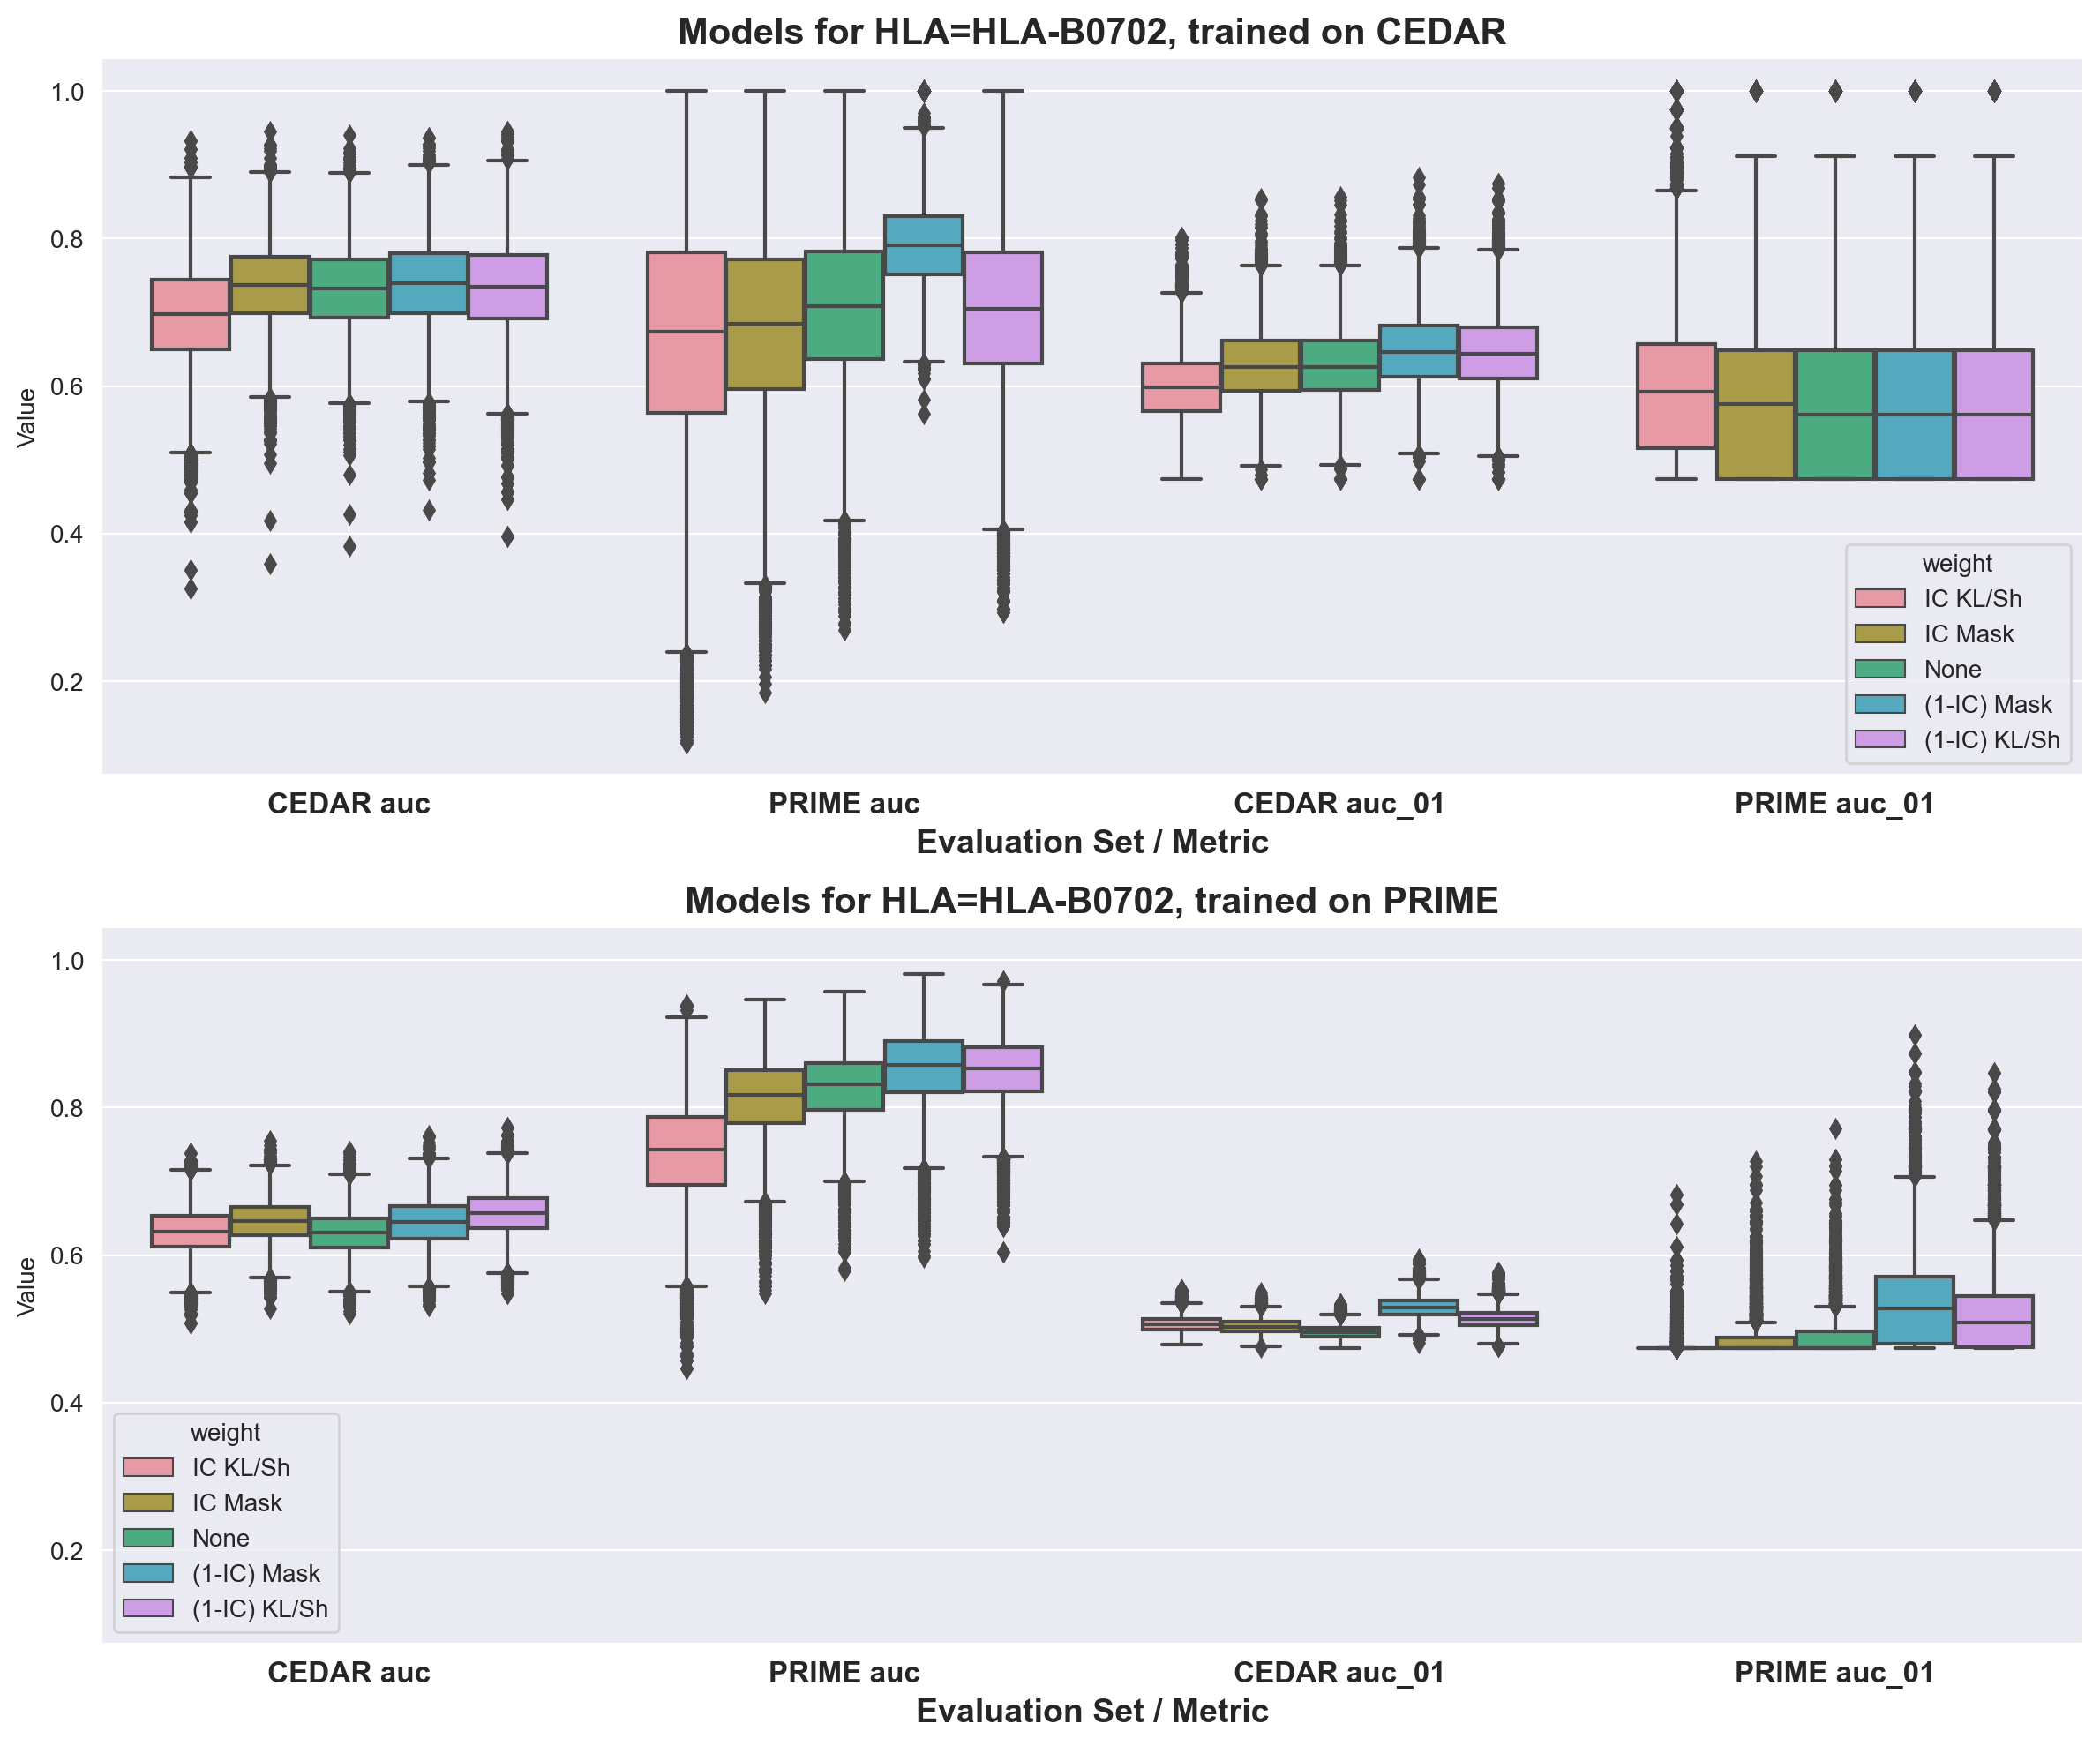 Models for HLA=HLA-B0702, trained on CEDAR
Value
1.0
0.8
0.6
0.4
0.2
weight
IC KL/Sh
IC Mask
None
(1-IC) Mask
(1-IC) KL/Sh
CEDAR auc PRIME auc CEDAR auc_01 PRIME auc_01
Evaluation Set / Metric
Models for HLA=HLA-B0702, trained on PRIME
Value
1.0
0.8
0.6
0.4
0.2
weight
IC KL/Sh
IC Mask
None
(1-IC) Mask
(1-IC) KL/Sh
CEDAR auc PRIME auc CEDAR auc_01 PRIME auc_01
Evaluation Set / Metric